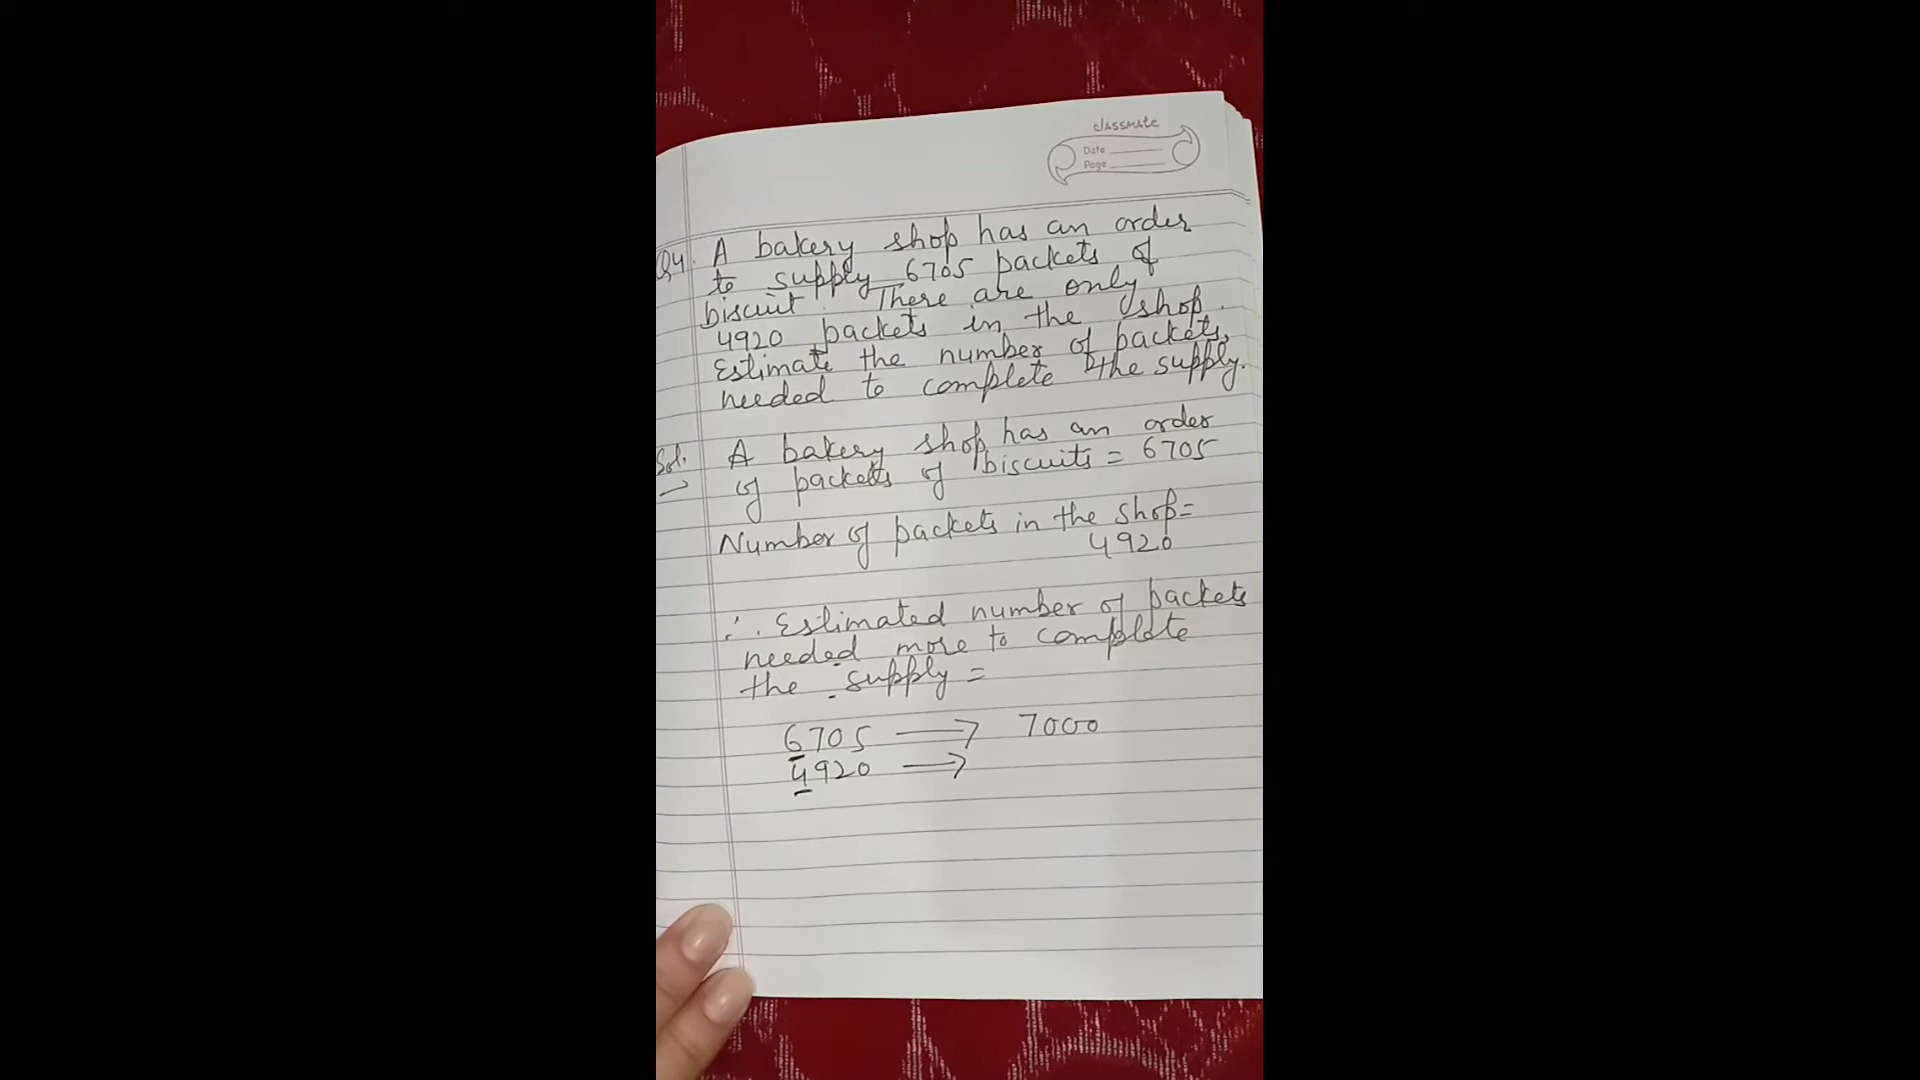 classmate
Date
Page
Q4. A bakery shop has an order
to supply 6705 packets of
biscuit. There are only
4920 packets in the shop.
Estimate the number of packets,
needed to complete the supply.
Sol. A bakery shop has an order
of packets of biscuits = 6705
Number of packets in the shop=
4920
∴ Estimated number of packets
needed more to complete
the supply =
6705 → 7000
4920 →